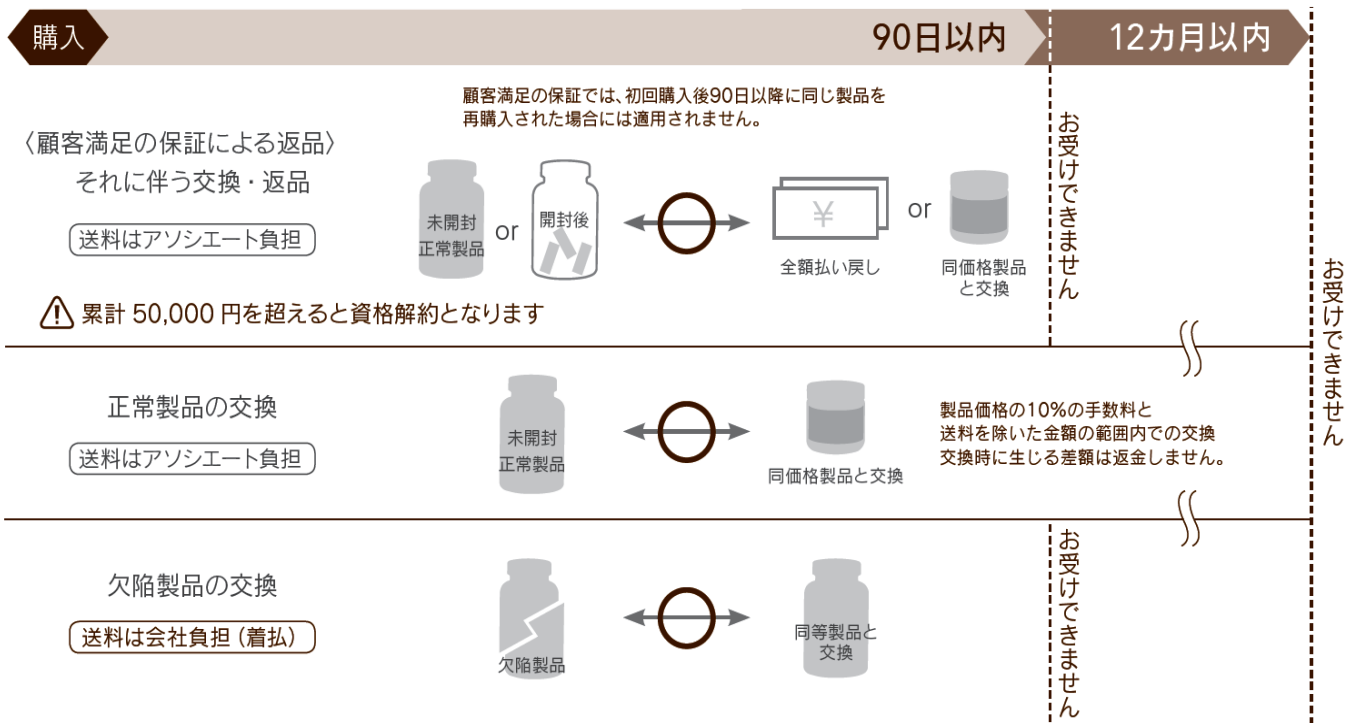 購入
90日以内
12カ月以内
顧客満足の保証では、初回購入後90日以降に同じ製品を
再購入された場合には適用されません。
〈顧客満足の保証による返品〉
それに伴う交換・返品
送料はアソシエート負担
未開封
正常製品
or
開封後
¥
全額払い戻し
or
同価格製品
と交換
お受けできません
累計 50,000 円を超えると資格解約となります
お受けできません
正常製品の交換
送料はアソシエート負担
未開封
正常製品
同価格製品と交換
製品価格の10%の手数料と
送料を除いた金額の範囲内での交換
交換時に生じる差額は返金しません。
欠陥製品の交換
送料は会社負担（着払）
欠陥製品
同等製品と
交換
お受けできません